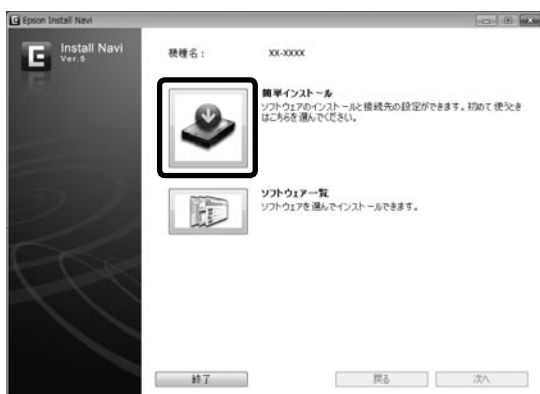 Epson Install Navi
E Install Navi
Ver.5
機種名： XX-XXXX
簡単インストール
ソフトウェアのインストールと接続先の設定ができます。初めて使うとき
はこちらを選んでください。
ソフトウェア一覧
ソフトウェアを選んでインストールできます。
終了 戻る 次へ